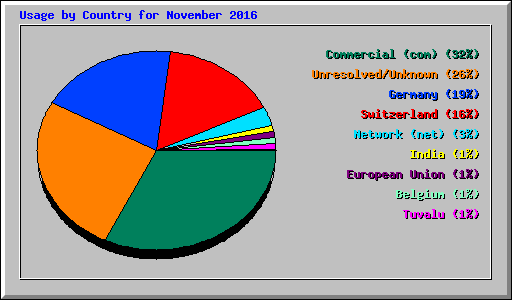 Usage by Country for November 2016
Commercial (com) (32%)
Unresolved/Unknown (26%)
Germany (19%)
Switzerland (16%)
Network (net) (3%)
India (1%)
European Union (1%)
Belgium (1%)
Tuvalu (1%)